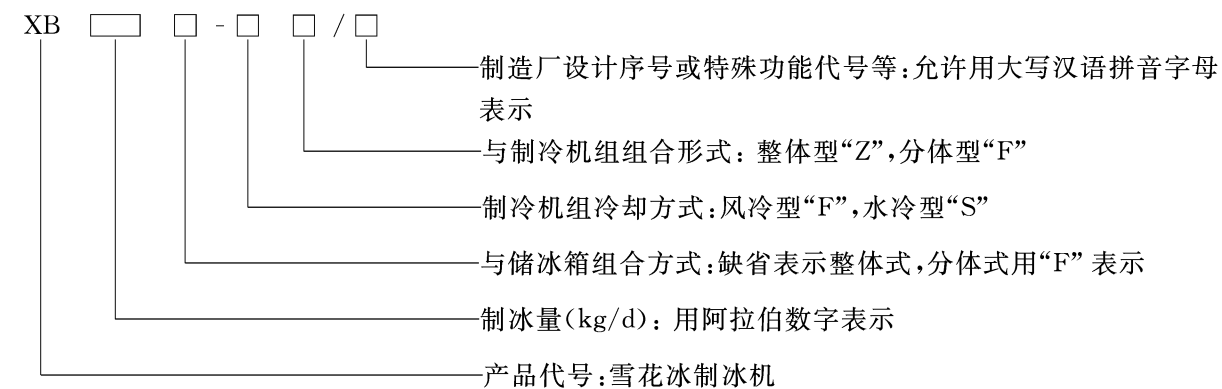 XB □ □ - □ □ / □
制造厂设计序号或特殊功能代号等:允许用大写汉语拼音字母
表示
与制冷机组组合形式: 整体型“Z”,分体型“F”
制冷机组冷却方式:风冷型“F”,水冷型“S”
与储冰箱组合方式:缺省表示整体式,分体式用“F” 表示
制冰量(kg/d): 用阿拉伯数字表示
产品代号:雪花冰制冰机